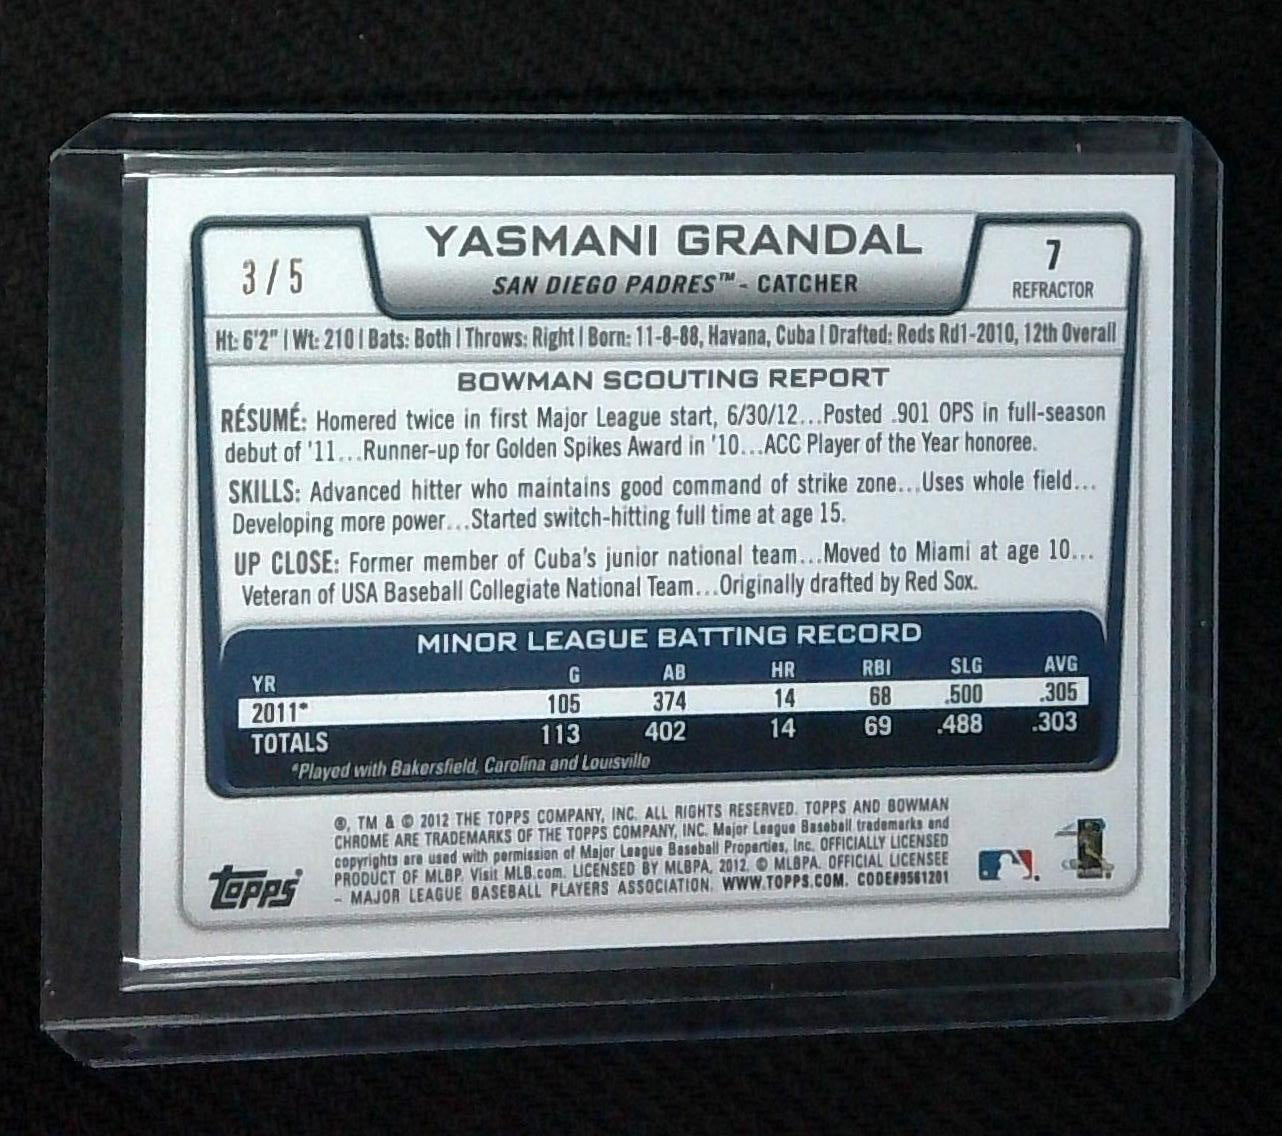 3 / 5
YASMANI GRANDAL
SAN DIEGO PADRES™ - CATCHER
7
REFRACTOR
Ht: 6'2" | Wt: 210 | Bats: Both | Throws: Right | Born: 11-8-88, Havana, Cuba | Drafted: Reds Rd1-2010, 12th Overall
BOWMAN SCOUTING REPORT
RÉSUMÉ: Homered twice in first Major League start, 6/30/12...Posted .901 OPS in full-season
debut of '11...Runner-up for Golden Spikes Award in '10...ACC Player of the Year honoree.
SKILLS: Advanced hitter who maintains good command of strike zone...Uses whole field...
Developing more power...Started switch-hitting full time at age 15.
UP CLOSE: Former member of Cuba's junior national team...Moved to Miami at age 10...
Veteran of USA Baseball Collegiate National Team...Originally drafted by Red Sox.
MINOR LEAGUE BATTING RECORD
YR G AB HR RBI SLG AVG
2011* 105 374 14 68 .500 .305
TOTALS 113 402 14 69 .488 .303
*Played with Bakersfield, Carolina and Louisville
®, TM & © 2012 THE TOPPS COMPANY, INC. ALL RIGHTS RESERVED. TOPPS AND BOWMAN
CHROME ARE TRADEMARKS OF THE TOPPS COMPANY, INC. Major League Baseball trademarks and
copyrights are used with permission of Major League Baseball Properties, Inc. OFFICIALLY LICENSED
PRODUCT OF MLBP. Visit MLB.com. LICENSED BY MLBPA, 2012. © MLBPA. OFFICIAL LICENSEE
- MAJOR LEAGUE BASEBALL PLAYERS ASSOCIATION. WWW.TOPPS.COM. CODE#9561201
topps